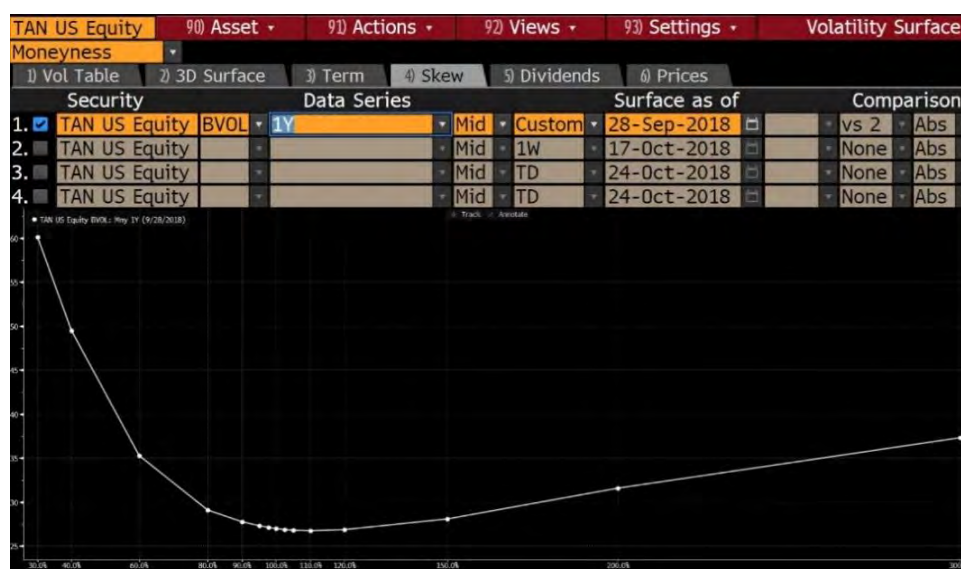 TAN US Equity 90) Asset 91) Actions 92) Views 93) Settings Volatility Surface
Moneyness
1) Vol Table 2) 3D Surface 3) Term 4) Skew 5) Dividends 6) Prices
Security Data Series Surface as of Comparison
1. TAN US Equity BVOL 1Y Mid Custom 28-Sep-2018 vs 2 Abs
2. TAN US Equity Mid 1W 17-Oct-2018 None Abs
3. TAN US Equity Mid TD 24-Oct-2018 None Abs
4. TAN US Equity Mid TD 24-Oct-2018 None Abs
TAN US Equity BVOL: Mny 1Y (9/28/2018) Track Annotate
60
55
50
45
40
35
30
25
30.0% 40.0% 60.0% 80.0% 90.0% 100.0% 110.0% 120.0% 150.0% 200.0% 300